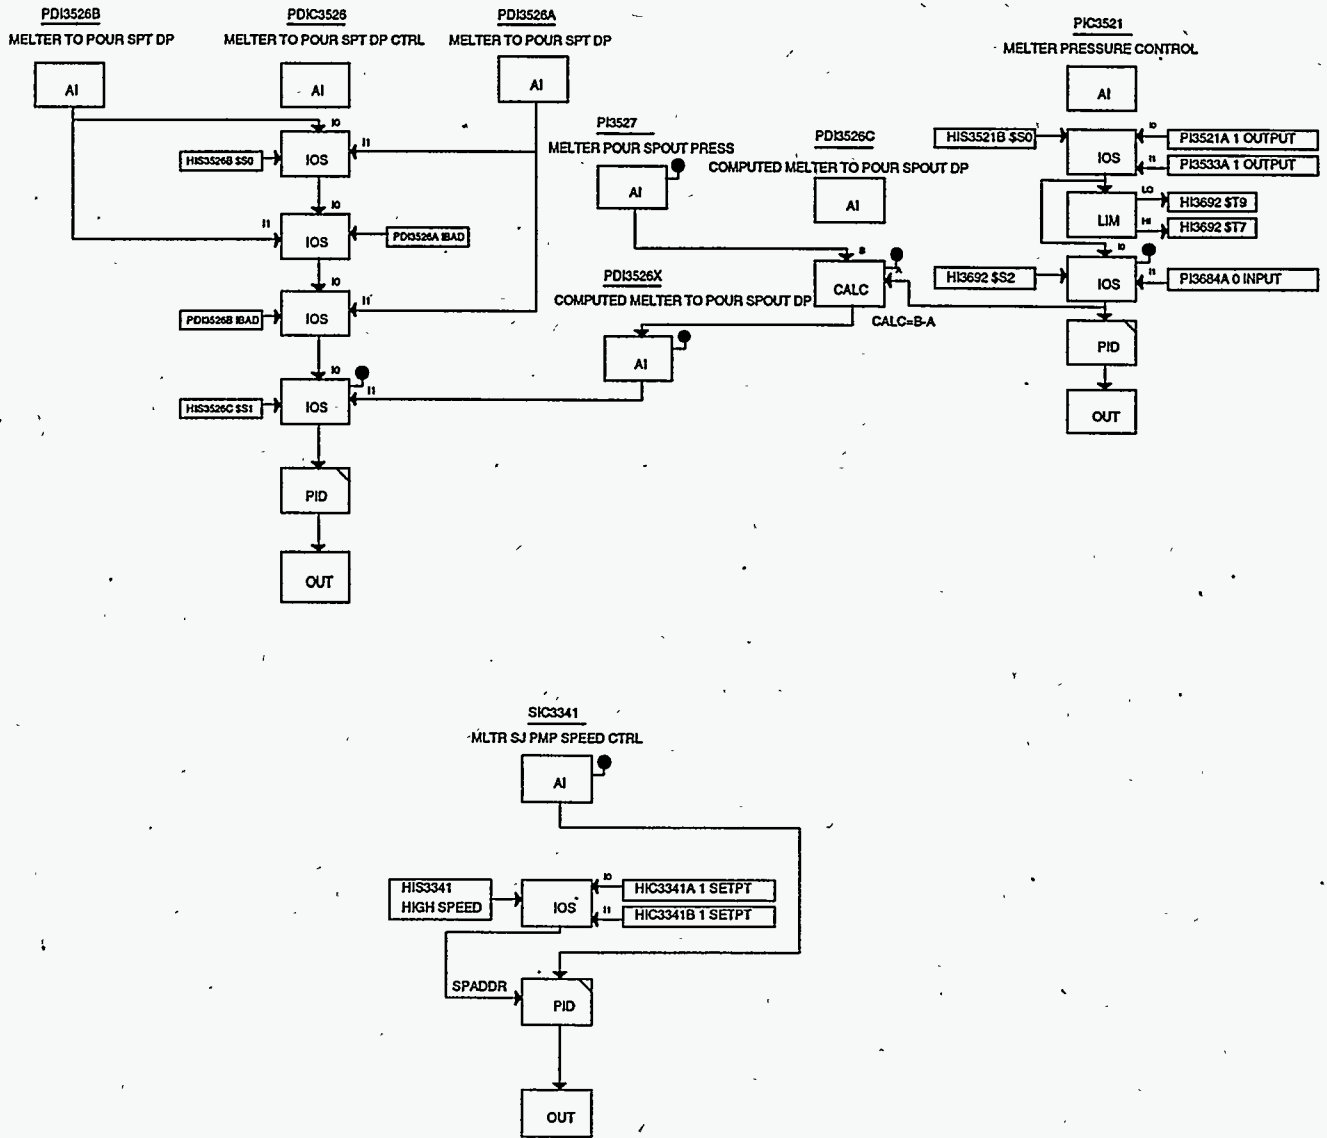 PDI3526B
MELTER TO POUR SPT DP
AI
PDIC3526
MELTER TO POUR SPT DP CTRL
AI
PDI3526A
MELTER TO POUR SPT DP
AI
I0
I1
HIS3526B $S0
IOS
I0
I1
IOS
PDI3526A IBAD
I0
I1
PDI3526B IBAD
IOS
I0
I1
HIS3526C $S1
IOS
PID
OUT
PI3527
MELTER POUR SPOUT PRESS
AI
PDI3526C
COMPUTED MELTER TO POUR SPOUT DP
AI
B
A
CALC
CALC=B-A
PDI3526X
COMPUTED MELTER TO POUR SPOUT DP
AI
PIC3521
MELTER PRESSURE CONTROL
AI
HIS3521B $S0
IOS
I0
PI3521A 1 OUTPUT
I1
PI3533A 1 OUTPUT
LIM
LO
HI3692 $T9
HI
HI3692 $T7
I0
HI3692 $S2
IOS
I1
PI3684A 0 INPUT
PID
OUT
SIC3341
MLTR SJ PMP SPEED CTRL
AI
HIS3341
HIGH SPEED
IOS
I0
HIC3341A 1 SETPT
I1
HIC3341B 1 SETPT
SPADDR
PID
OUT